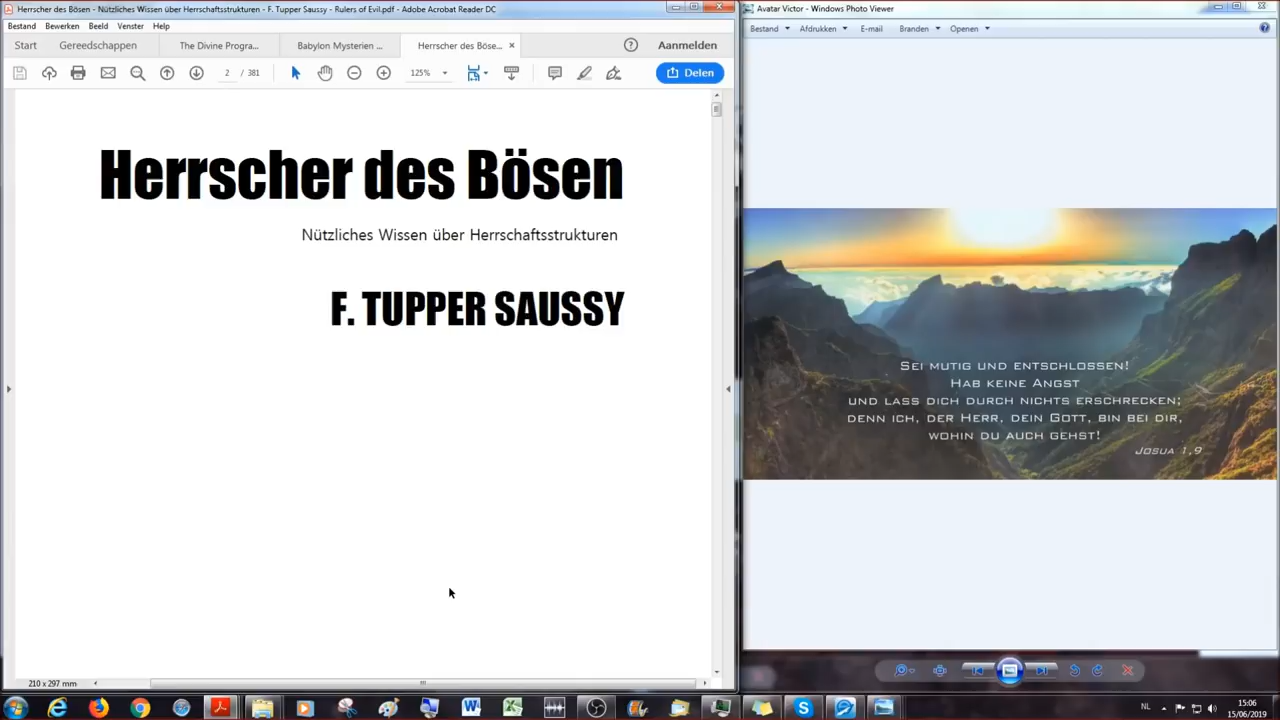 Herrscher des Bösen - Nützliches Wissen über Herrschaftsstrukturen - F. Tupper Saussy - Rulers of Evil.pdf - Adobe Acrobat Reader DC
Bestand Bewerken Beeld Venster Help
Start Gereedschappen The Divine Progra... Babylon Mysterien ... Herrscher des Böse... × Aanmelden
2 / 381 125% Delen
Herrscher des Bösen
Nützliches Wissen über Herrschaftsstrukturen
F. TUPPER SAUSSY
210 x 297 mm
Avatar Victor - Windows Photo Viewer
Bestand Afdrukken E-mail Branden Openen
Sei mutig und entschlossen!
Hab keine Angst
und lass dich durch nichts erschrecken;
denn ich, der Herr, dein Gott, bin bei dir,
wohin du auch gehst!
Josua 1,9
NL 15:06
15/06/2019